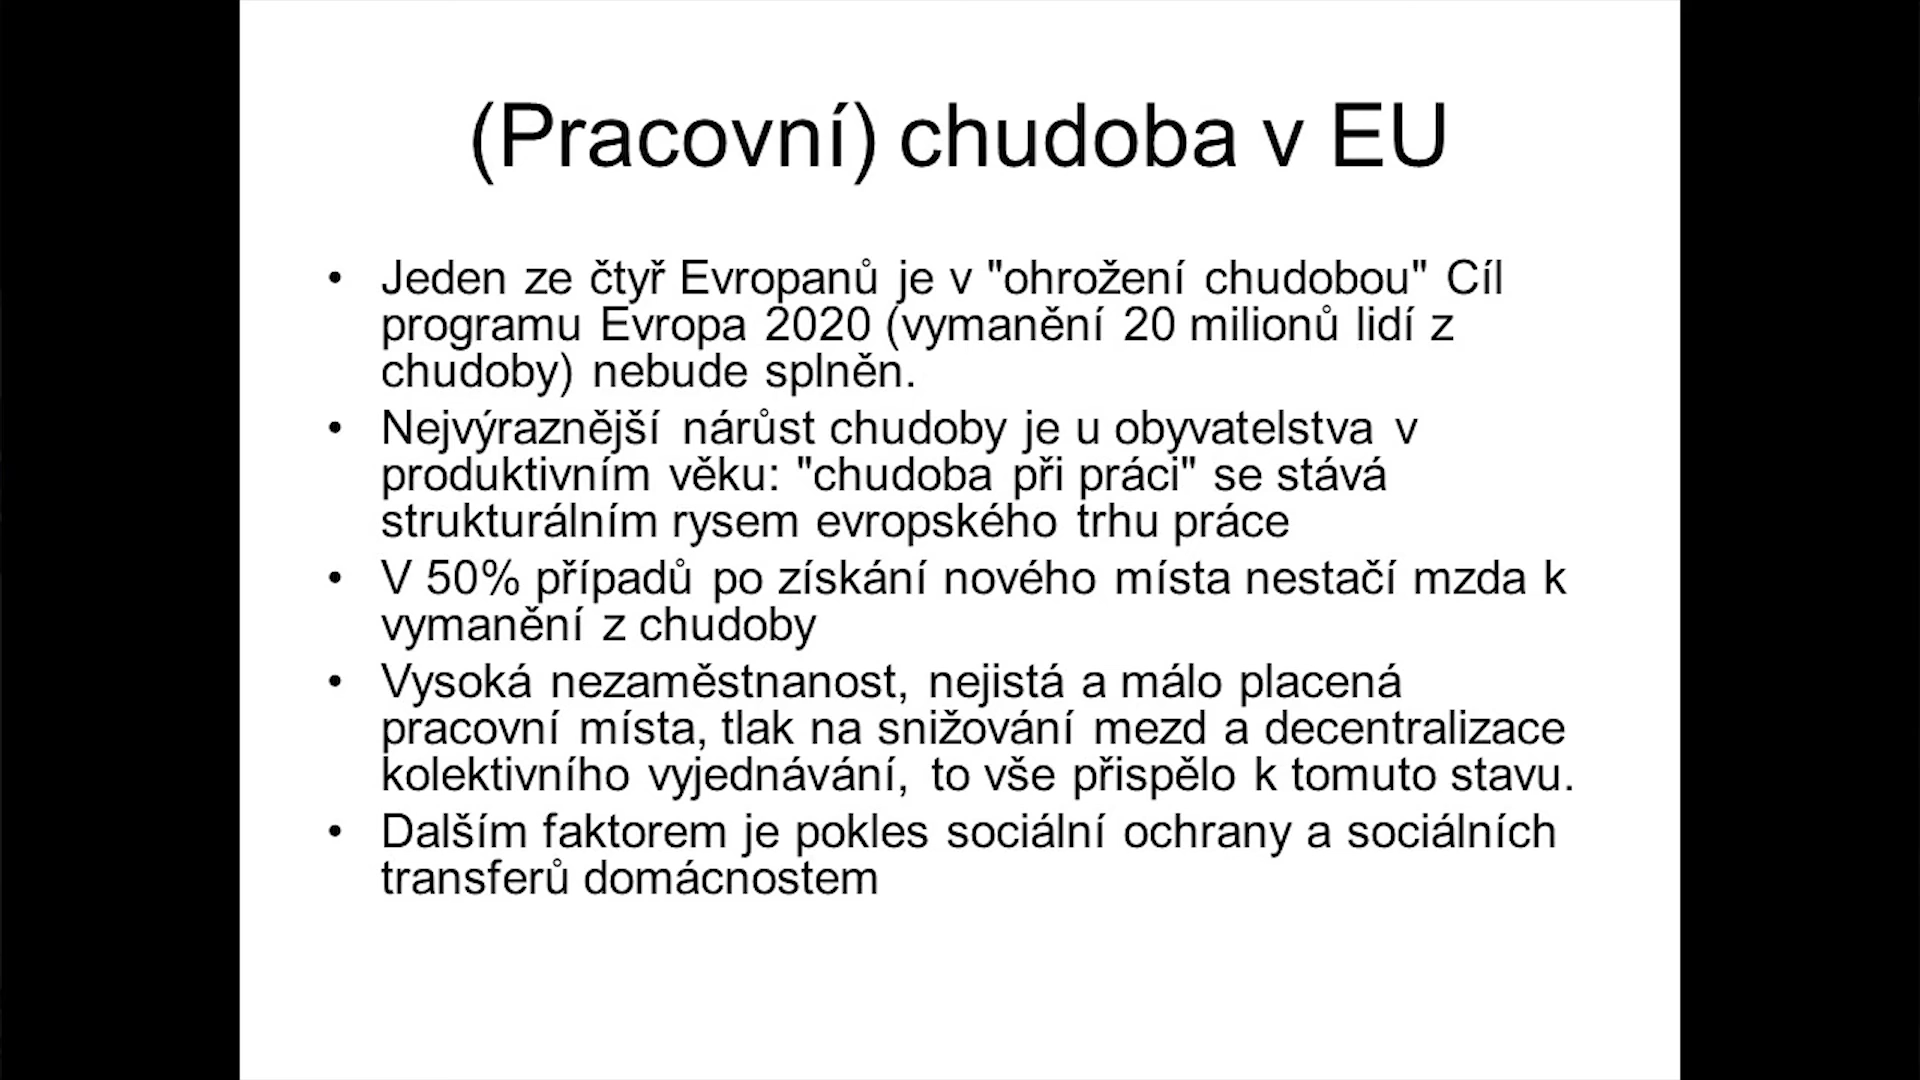 (Pracovní) chudoba v EU
• Jeden ze čtyř Evropanů je v "ohrožení chudobou" Cíl
programu Evropa 2020 (vymanění 20 milionů lidí z
chudoby) nebude splněn.
• Nejvýraznější nárůst chudoby je u obyvatelstva v
produktivním věku: "chudoba při práci" se stává
strukturálním rysem evropského trhu práce
• V 50% případů po získání nového místa nestačí mzda k
vymanění z chudoby
• Vysoká nezaměstnanost, nejistá a málo placená
pracovní místa, tlak na snižování mezd a decentralizace
kolektivního vyjednávání, to vše přispělo k tomuto stavu.
• Dalším faktorem je pokles sociální ochrany a sociálních
transferů domácnostem